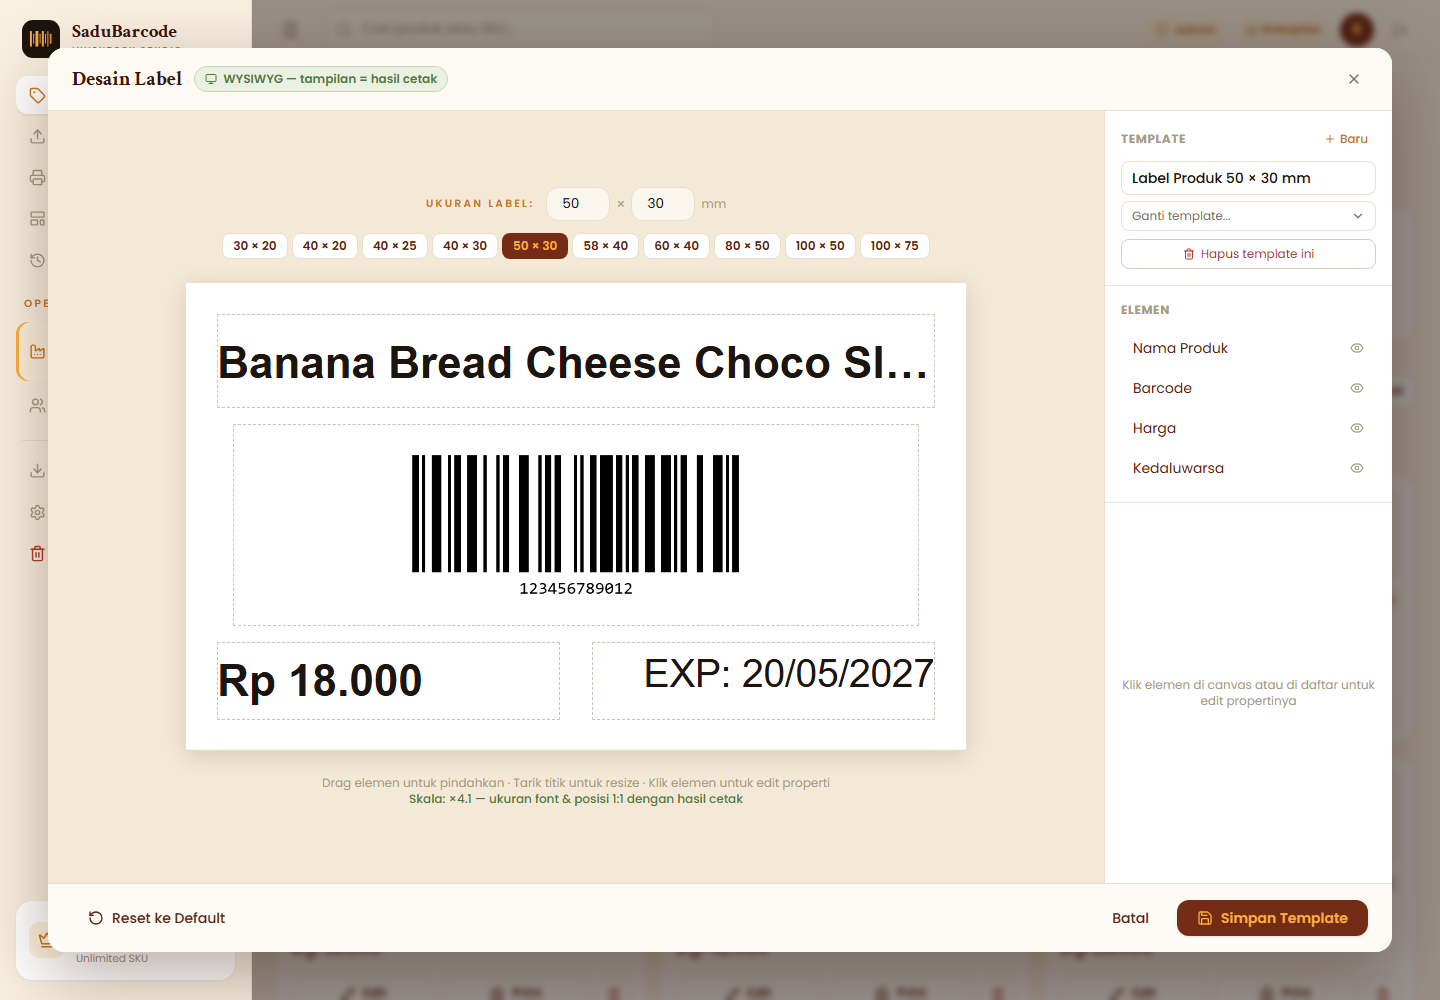 SaduBarcode
Desain Label
WYSIWYG — tampilan = hasil cetak
TEMPLATE
+ Baru
Label Produk 50 × 30 mm
Ganti template...
Hapus template ini
UKURAN LABEL: 50 × 30 mm
30 × 20
40 × 20
40 × 25
40 × 30
50 × 30
58 × 40
60 × 40
80 × 50
100 × 50
100 × 75
OPE
ELEMEN
Nama Produk
Barcode
Harga
Kedaluwarsa
Banana Bread Cheese Choco Sl...
123456789012
Rp 18.000
EXP: 20/05/2027
Klik elemen di canvas atau di daftar untuk
edit propertinya
Drag elemen untuk pindahkan · Tarik titik untuk resize · Klik elemen untuk edit properti
Skala: ×4.1 — ukuran font & posisi 1:1 dengan hasil cetak
Reset ke Default
Batal
Simpan Template
Unlimited SKU